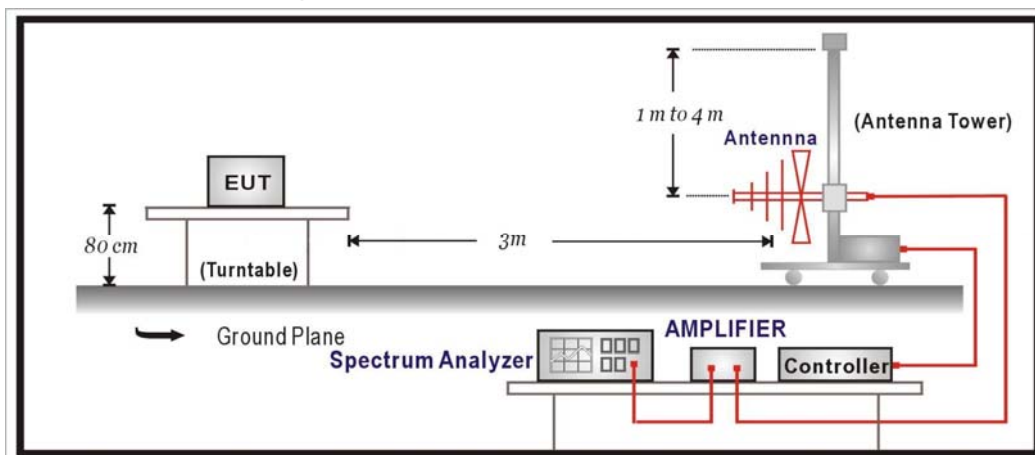 1 m to 4 m
(Antenna Tower)
Antennna
EUT
80 cm
3m
(Turntable)
Ground Plane
AMPLIFIER
Spectrum Analyzer
Controller